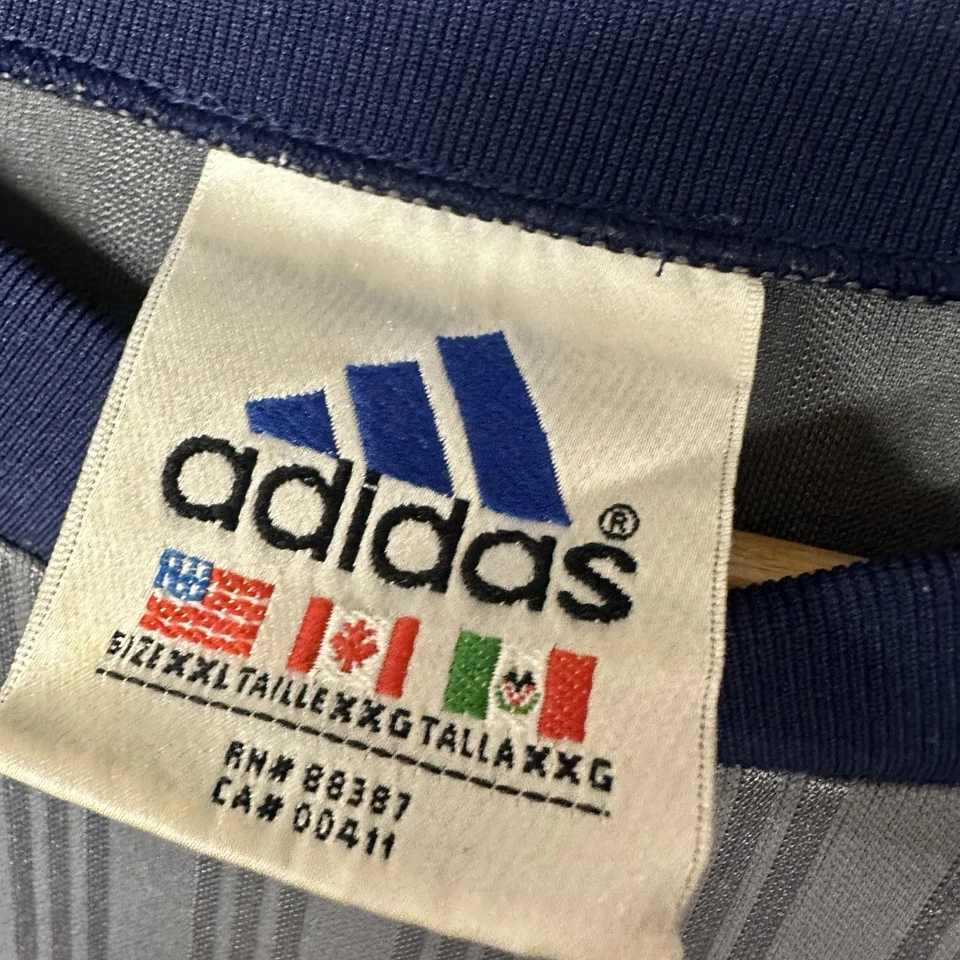 adidas®
SIZE XXL TAILLE XXG TALLA XXG
RN# 88387
CA# 00411